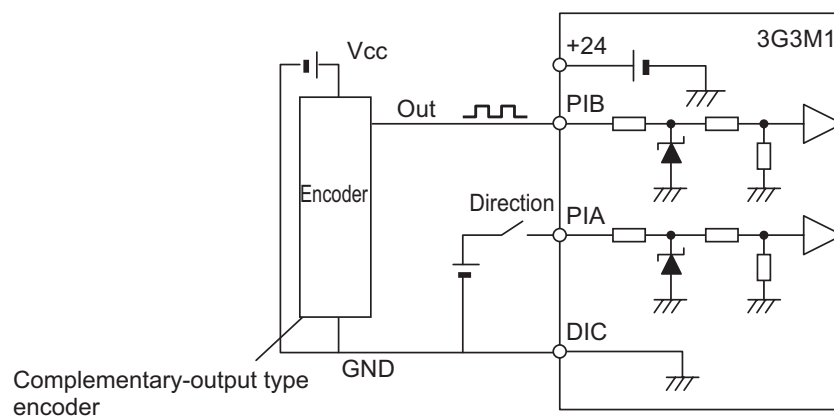 +24
3G3M1
Vcc
Out
PIB
Encoder
Direction
PIA
DIC
GND
Complementary-output type
encoder